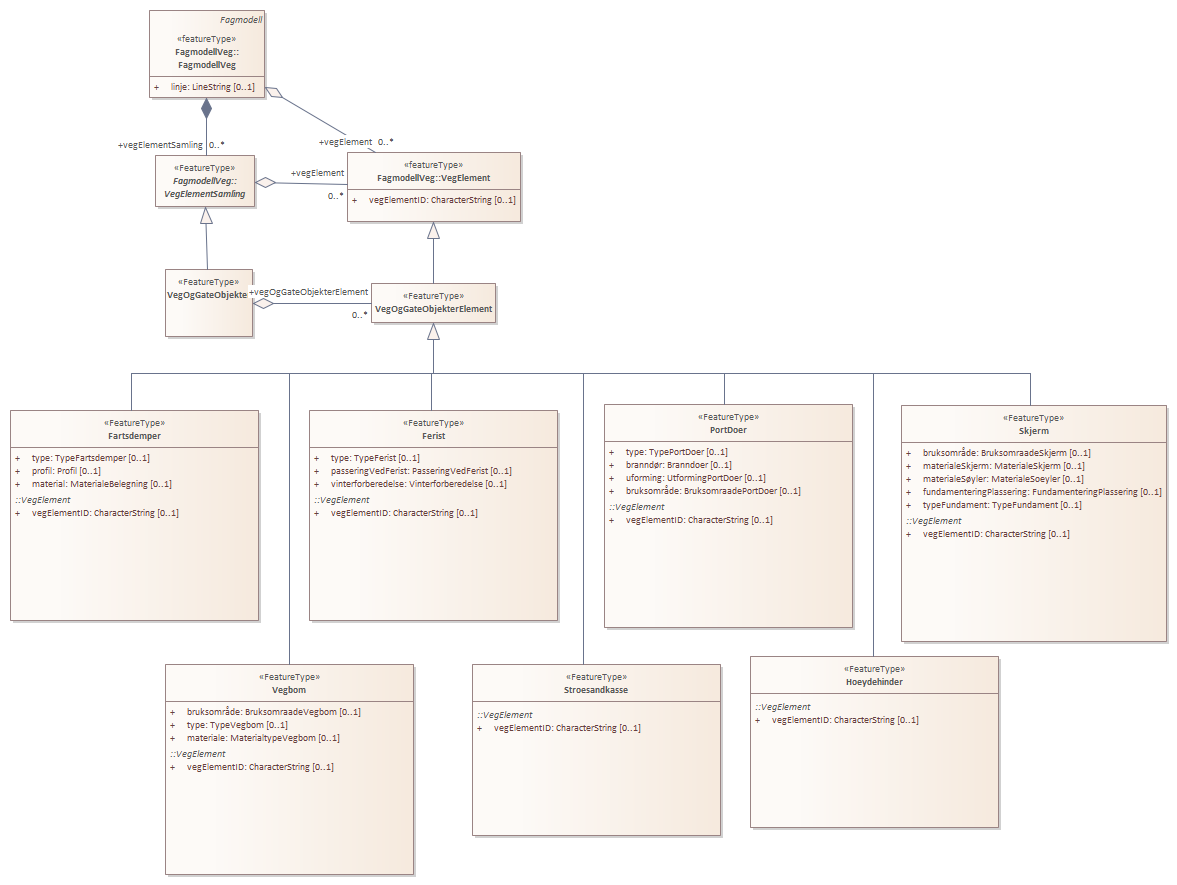 Fagmodell
«featureType»
FagmodellVeg::
FagmodellVeg
+ linje: LineString [0..1]
+vegElementSamling 0..*
+vegElement 0..*
«FeatureType»
FagmodellVeg::
VegElementSamling
+vegElement
0..*
«featureType»
FagmodellVeg::VegElement
+ vegElementID: CharacterString [0..1]
«FeatureType»
VegOgGateObjekter
+vegOgGateObjekterElement
0..*
«FeatureType»
VegOgGateObjekterElement
«FeatureType»
Fartsdemper
+ type: TypeFartsdemper [0..1]
+ profil: Profil [0..1]
+ material: MaterialeBelegning [0..1]
::VegElement
+ vegElementID: CharacterString [0..1]
«FeatureType»
Ferist
+ type: TypeFerist [0..1]
+ passeringVedFerist: PasseringVedFerist [0..1]
+ vinterforberedelse: Vinterforberedelse [0..1]
::VegElement
+ vegElementID: CharacterString [0..1]
«FeatureType»
PortDoer
+ type: TypePortDoer [0..1]
+ branndør: Branndoer [0..1]
+ uforming: UtformingPortDoer [0..1]
+ bruksområde: BruksomraadePortDoer [0..1]
::VegElement
+ vegElementID: CharacterString [0..1]
«FeatureType»
Skjerm
+ bruksområde: BruksomraadeSkjerm [0..1]
+ materialeSkjerm: MaterialeSkjerm [0..1]
+ materialeSøyler: MaterialeSoeyler [0..1]
+ fundamenteringPlassering: FundamenteringPlassering [0..1]
+ typeFundament: TypeFundament [0..1]
::VegElement
+ vegElementID: CharacterString [0..1]
«FeatureType»
Vegbom
+ bruksområde: BruksomraadeVegbom [0..1]
+ type: TypeVegbom [0..1]
+ materiale: MaterialtypeVegbom [0..1]
::VegElement
+ vegElementID: CharacterString [0..1]
«FeatureType»
Stroesandkasse
::VegElement
+ vegElementID: CharacterString [0..1]
«FeatureType»
Hoeydehinder
::VegElement
+ vegElementID: CharacterString [0..1]